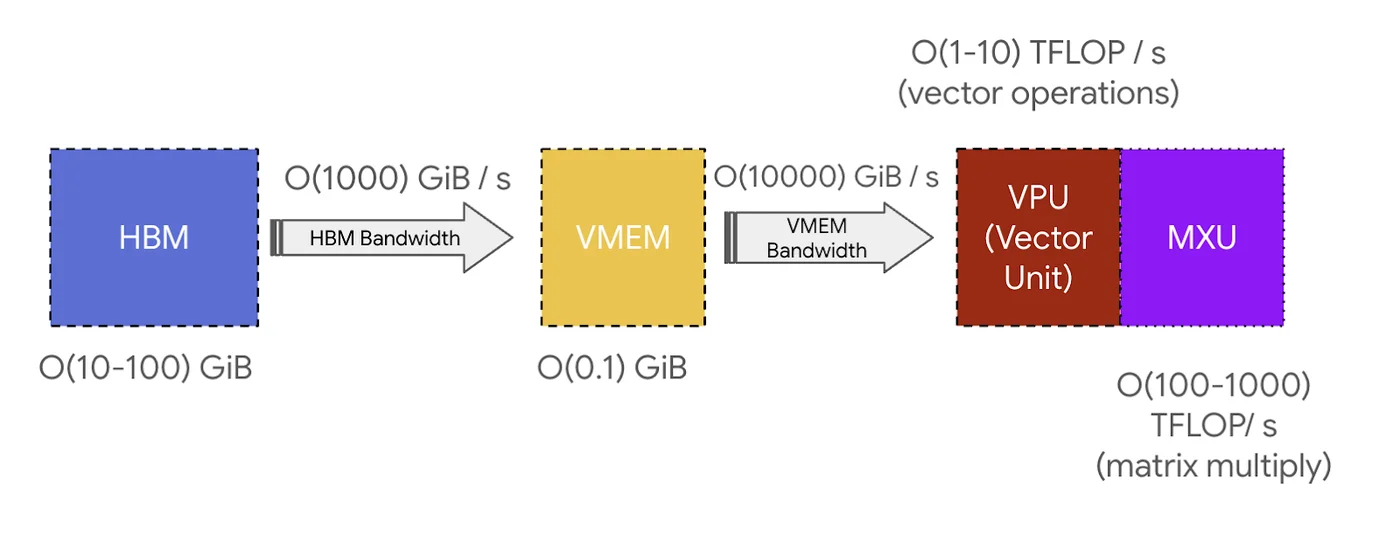 O(1-10) TFLOP / s
(vector operations)
O(1000) GiB / s
O(10000) GiB / s
HBM
HBM Bandwidth
VMEM
VMEM
Bandwidth
VPU
(Vector
Unit)
MXU
O(10-100) GiB
O(0.1) GiB
O(100-1000)
TFLOP/ s
(matrix multiply)